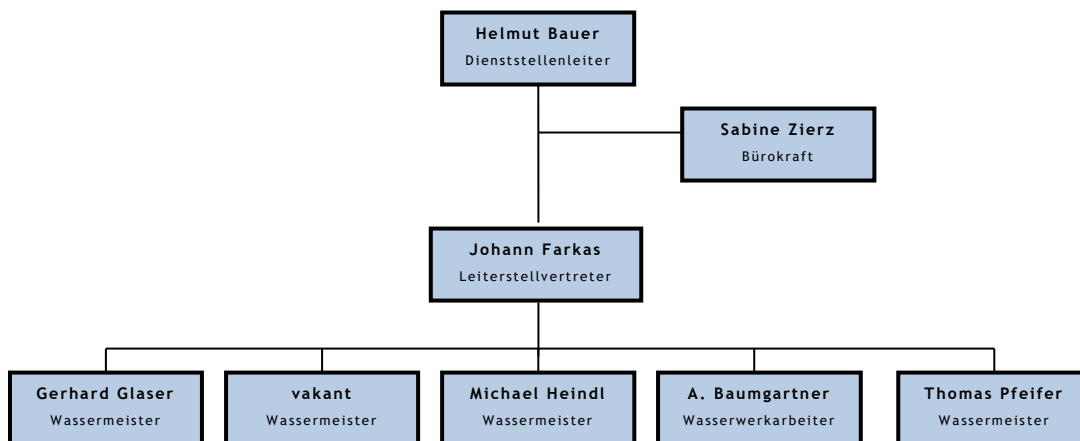 Helmut Bauer
Dienststellenleiter
Sabine Zierz
Bürokraft
Johann Farkas
Leiterstellvertreter
Gerhard Glaser
Wassermeister
vakant
Wassermeister
Michael Heindl
Wassermeister
A. Baumgartner
Wasserwerkarbeiter
Thomas Pfeifer
Wassermeister